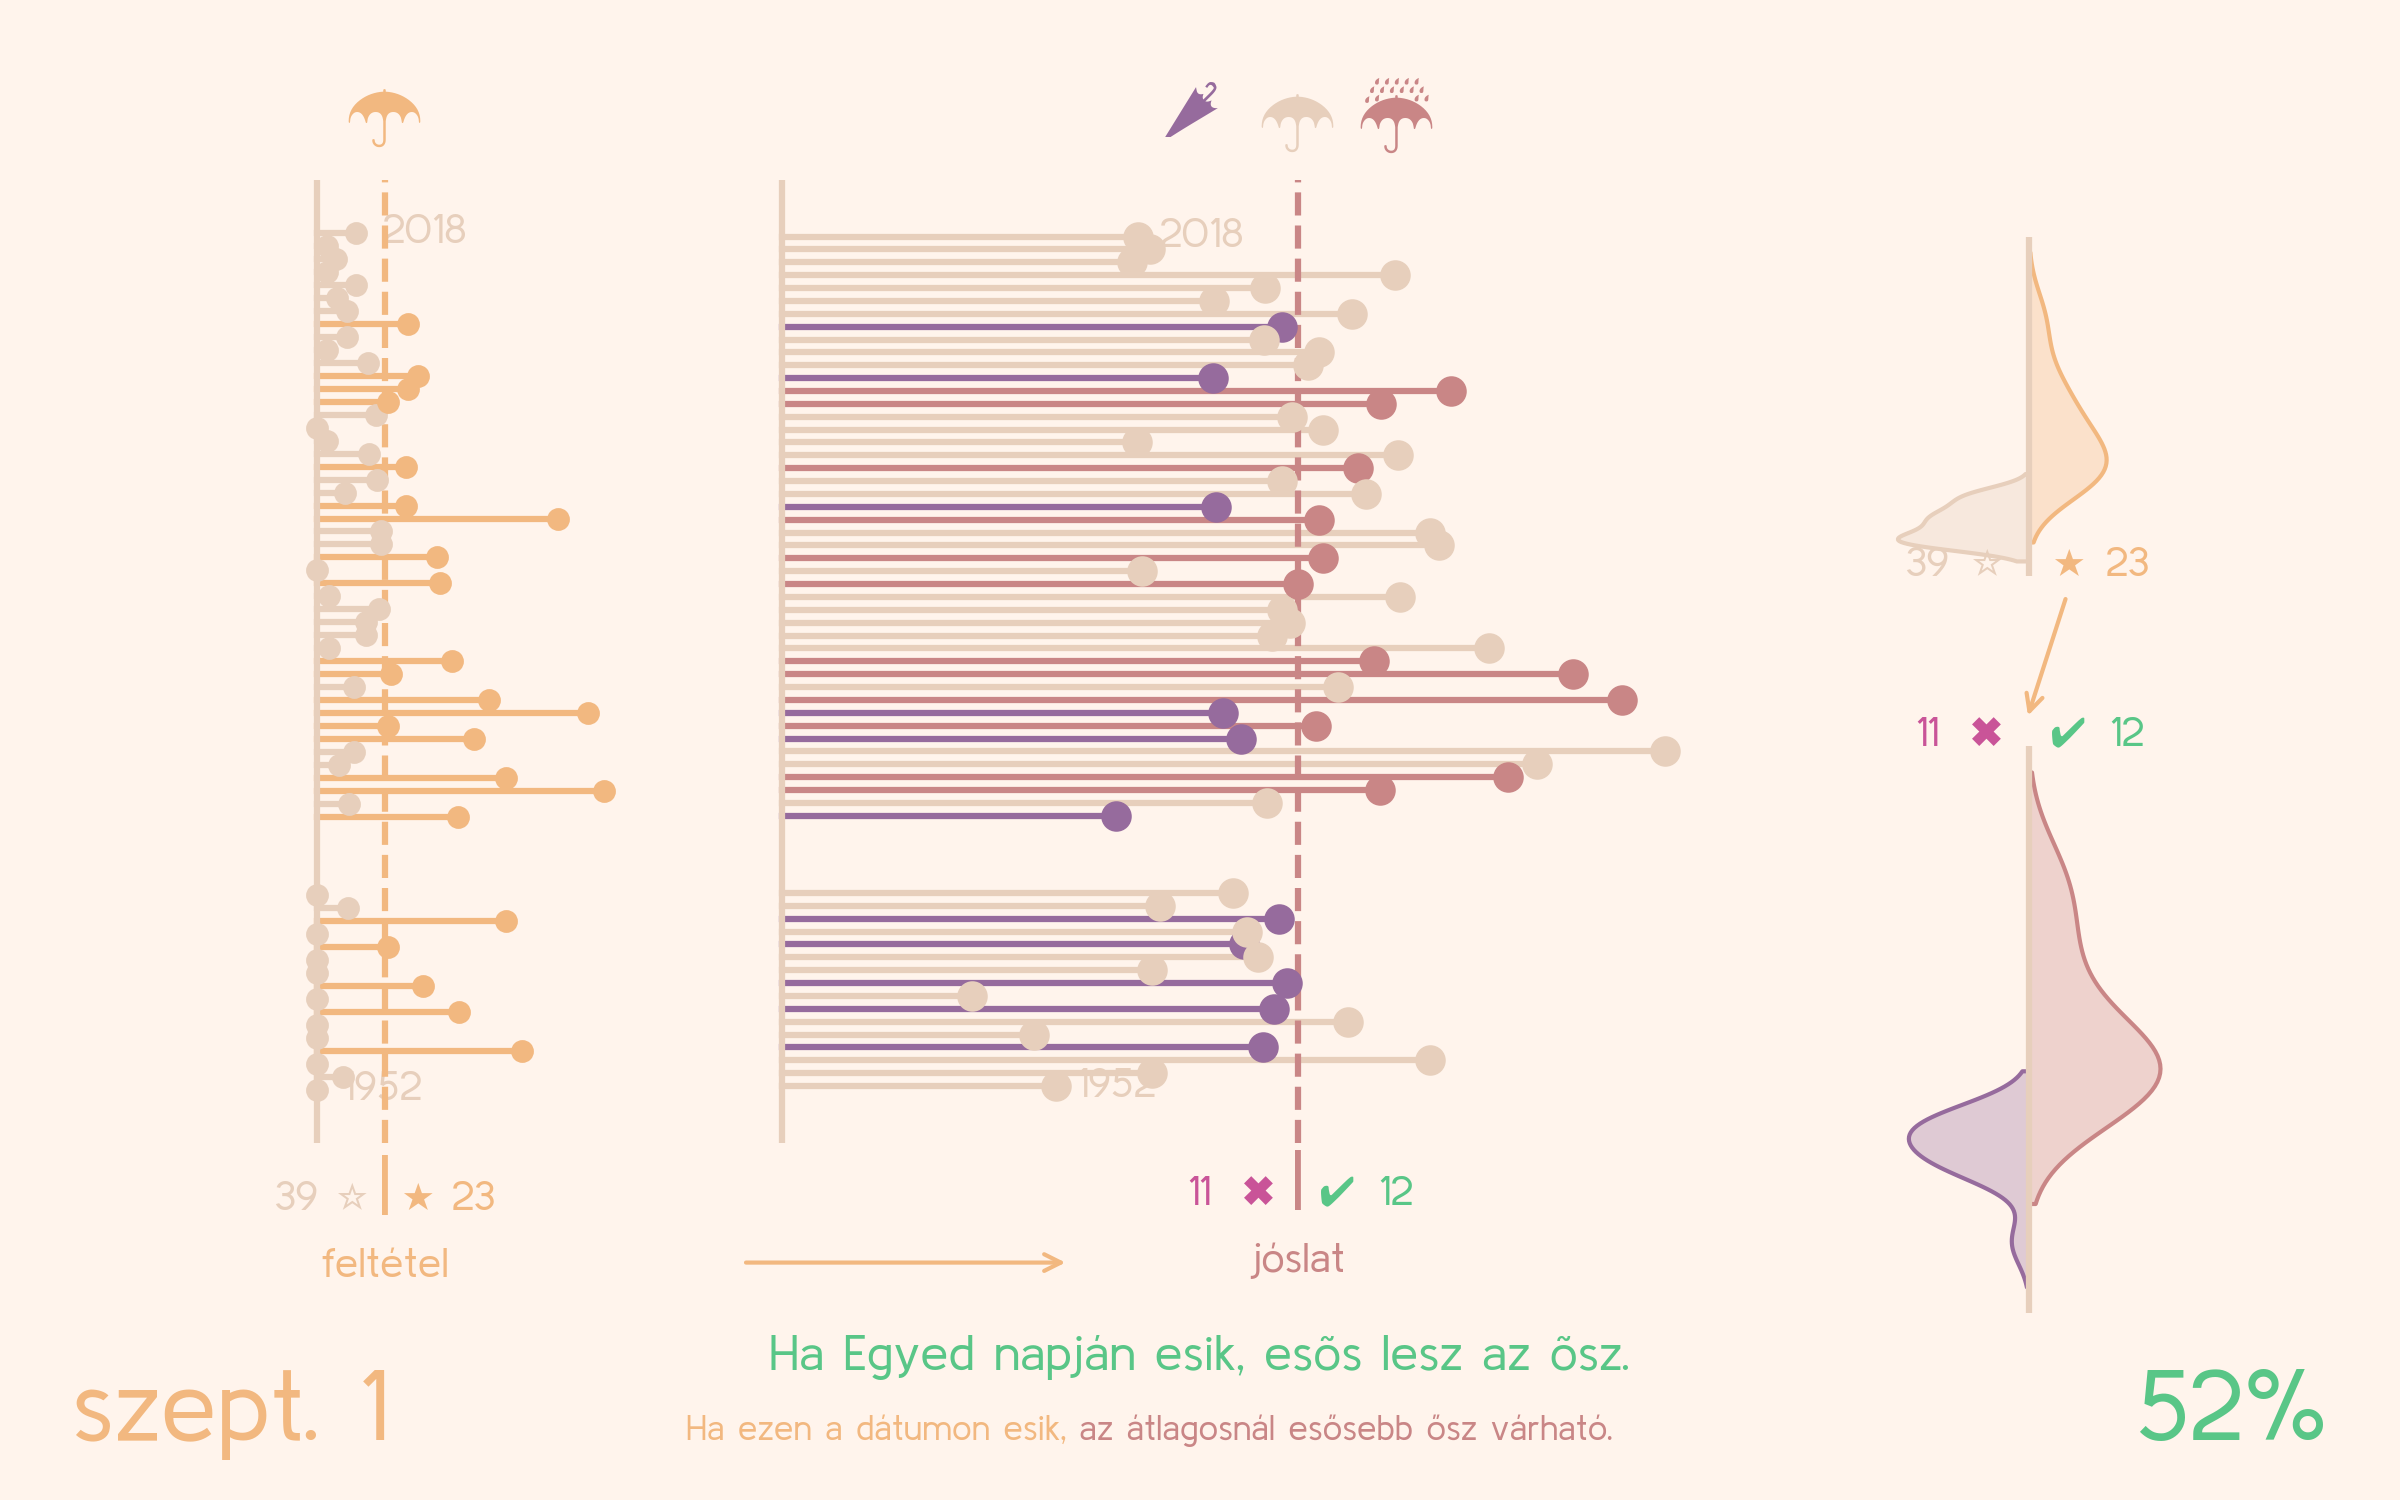 2018
2018
39 ☆ ★ 23
11 ✖ ✔ 12
1952
1952
39 ☆ ★ 23
11 ✖ ✔ 12
feltétel
jóslat
Ha Egyed napján esik, esõs lesz az õsz.
szept. 1
52%
Ha ezen a dátumon esik, az átlagosnál esősebb ősz várható.